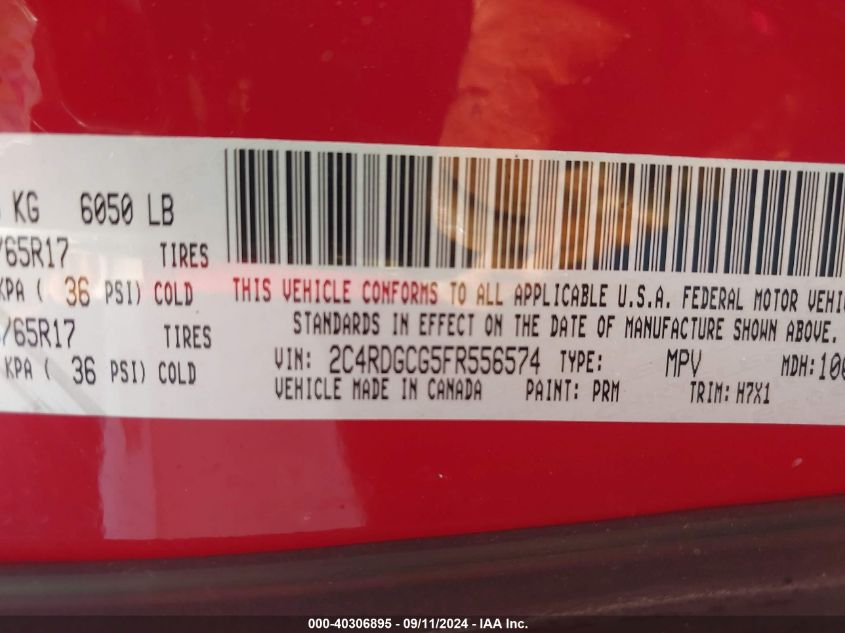 KG 6050 LB
/65R17 TIRES
KPA ( 36 PSI) COLD
/65R17 TIRES
KPA ( 36 PSI) COLD
THIS VEHICLE CONFORMS TO ALL APPLICABLE U.S.A. FEDERAL MOTOR VEHI
STANDARDS IN EFFECT ON THE DATE OF MANUFACTURE SHOWN ABOVE.
VIN: 2C4RDGCG5FR556574 TYPE: MPV MDH: 100
VEHICLE MADE IN CANADA PAINT: PRM TRIM: H7X1
000-40306895 - 09/11/2024 - IAA Inc.